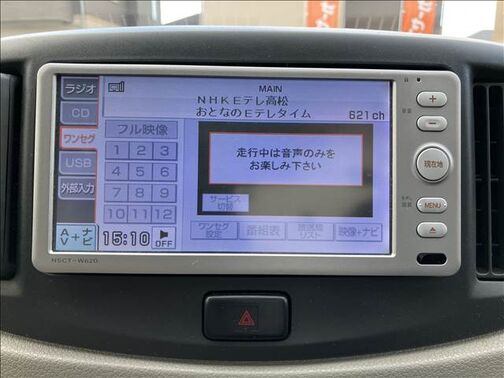 ラジオ
MAIN
CD
NHKEテレ高松
おとなのEテレタイム 621ch
ワンセグ
フル映像
USB
1 2 3
4 5 6
走行中は音声のみを
お楽しみ下さい
現在地
外部入力
7 8 9
10 11 12
サービス
切替
MENU
AV+ナビ
15:10
OFF
ワンセグ
設定
番組表
放送局
リスト
映像+ナビ
NSCT-W620